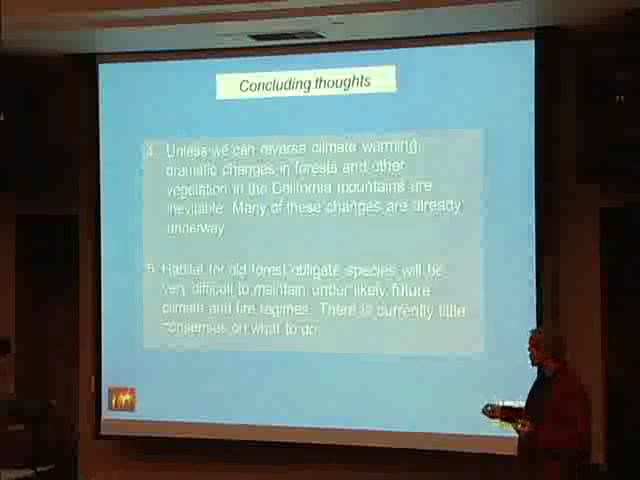 Concluding thoughts
4. Unless we can reverse climate warming,
dramatic changes in forests and other
vegetation in the California mountains are
inevitable. Many of these changes are already
underway.
5. Habitat for old forest obligate species will be
very difficult to maintain under likely future
climate and fire regimes. There is currently little
consensus on what to do.